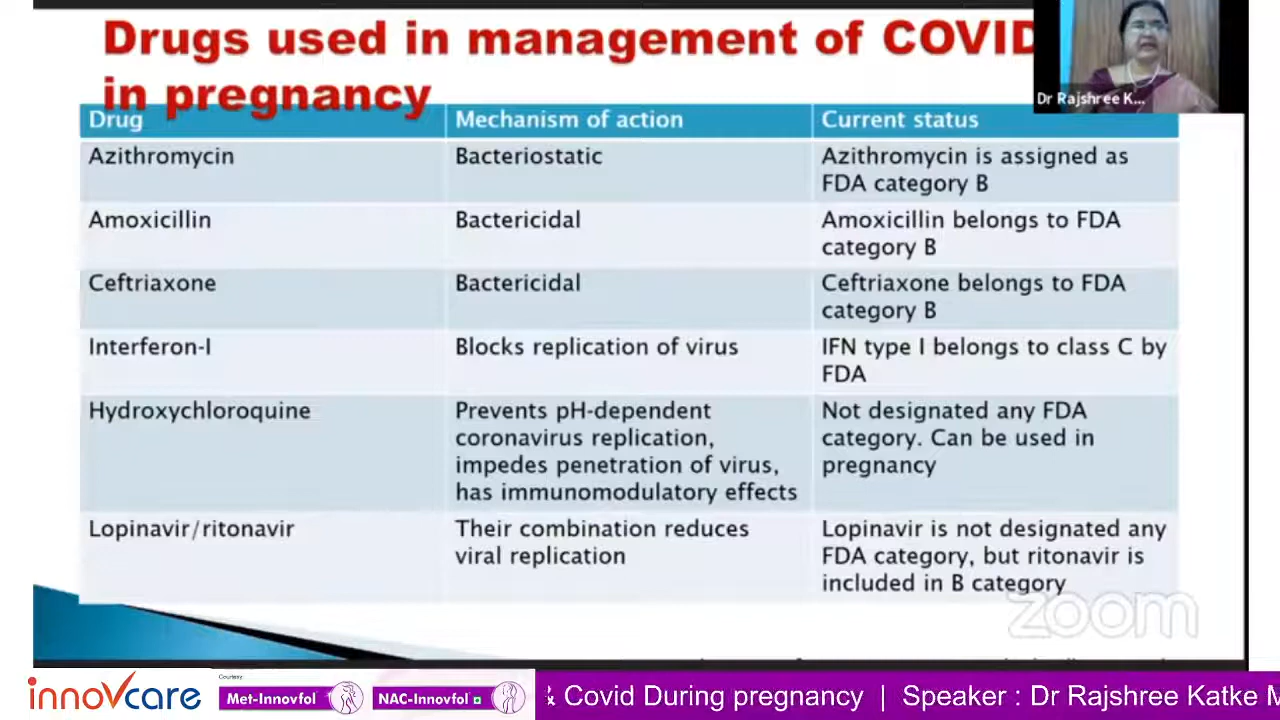 Drugs used in management of COVID
in pregnancy
Dr Rajshree K...
Drug Mechanism of action Current status
Azithromycin Bacteriostatic Azithromycin is assigned as
FDA category B
Amoxicillin Bactericidal Amoxicillin belongs to FDA
category B
Ceftriaxone Bactericidal Ceftriaxone belongs to FDA
category B
Interferon-I Blocks replication of virus IFN type I belongs to class C by
FDA
Hydroxychloroquine Prevents pH-dependent Not designated any FDA
coronavirus replication, category. Can be used in
impedes penetration of virus, pregnancy
has immunomodulatory effects
Lopinavir/ritonavir Their combination reduces Lopinavir is not designated any
viral replication FDA category, but ritonavir is
included in B category
zoom
innovcare
Courtesy:
Met-Innovfol NAC-Innovfol
& Covid During pregnancy | Speaker : Dr Rajshree Katke M